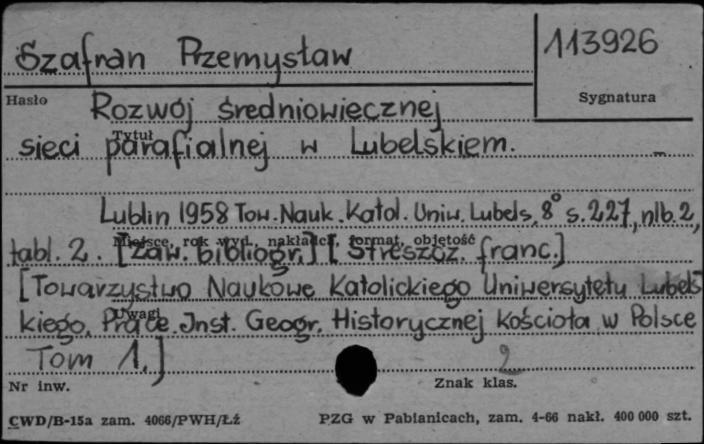 Szafran Przemysław
113926
Hasło
Sygnatura
Rozwój średniowiecznej
Tytuł
sieci parafialnej w Lubelskiem.
Lublin 1958 Tow. Nauk. Katol. Uniw. Lubels. 8° s. 227, nlb. 2,
Miejsce, rok wyd., nakładca, format, objętość
tabl. 2. [Zaw. bibliogr.] [Streszcz. franc.]
[Towarzystwo Naukowe Katolickiego Uniwersytetu Lubels
Uwagi
kiego. Prace Inst. Geogr. Historycznej Kościoła w Polsce
Tom 1.]
Nr inw.
Znak klas.
CWD/B-15a zam. 4066/PWH/Łź
PZG w Pabianicach, zam. 4-66 nakł. 400 000 szt.